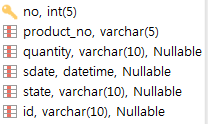 no, int(5)
product_no, varchar(5)
quantity, varchar(10), Nullable
sdate, datetime, Nullable
state, varchar(10), Nullable
id, varchar(10), Nullable